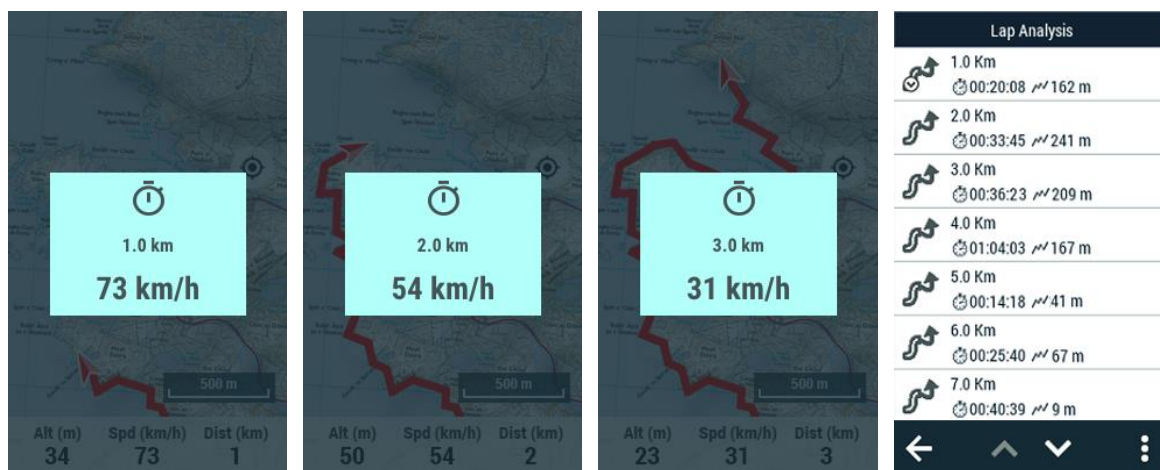 1.0 km
73 km/h
500 m
Alt (m) Spd (km/h) Dist (km)
34 73 1
2.0 km
54 km/h
500 m
Alt (m) Spd (km/h) Dist (km)
50 54 2
3.0 km
31 km/h
500 m
Alt (m) Spd (km/h) Dist (km)
23 31 3
Lap Analysis
1.0 Km
00:20:08 162 m
2.0 Km
00:33:45 241 m
3.0 Km
00:36:23 209 m
4.0 Km
01:04:03 167 m
5.0 Km
00:14:18 41 m
6.0 Km
00:25:40 67 m
7.0 Km
00:40:39 9 m